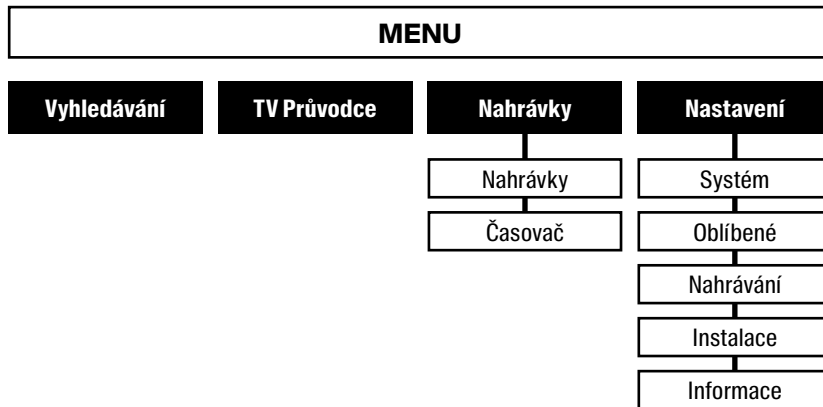 MENU
Vyhledávání
TV Průvodce
Nahrávky
Nastavení
Nahrávky
Časovač
Systém
Oblíbené
Nahrávání
Instalace
Informace